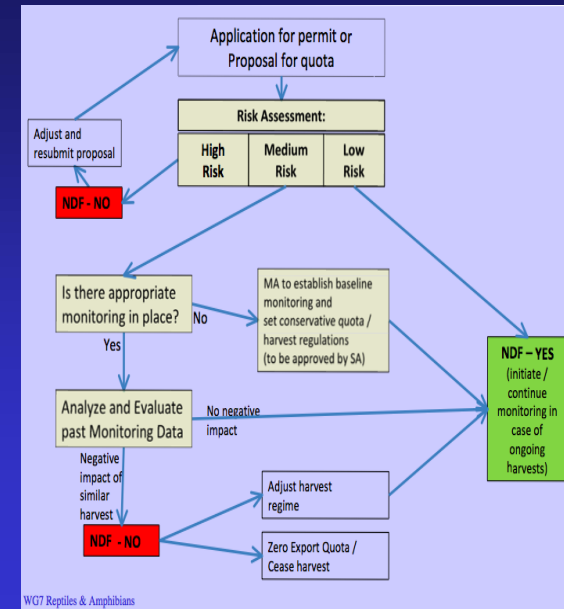 Application for permit or
Proposal for quota
Risk Assessment:
High
Risk
Medium
Risk
Low
Risk
Adjust and
resubmit proposal
NDF - NO
Is there appropriate
monitoring in place?
No
Yes
MA to establish baseline
monitoring and
set conservative quota /
harvest regulations
(to be approved by SA)
NDF – YES
(initiate /
continue
monitoring in
case of
ongoing
harvests)
Analyze and Evaluate
past Monitoring Data
No negative
impact
Negative
impact of
similar
harvest
NDF - NO
Adjust harvest
regime
Zero Export Quota /
Cease harvest
WG7 Reptiles & Amphibians